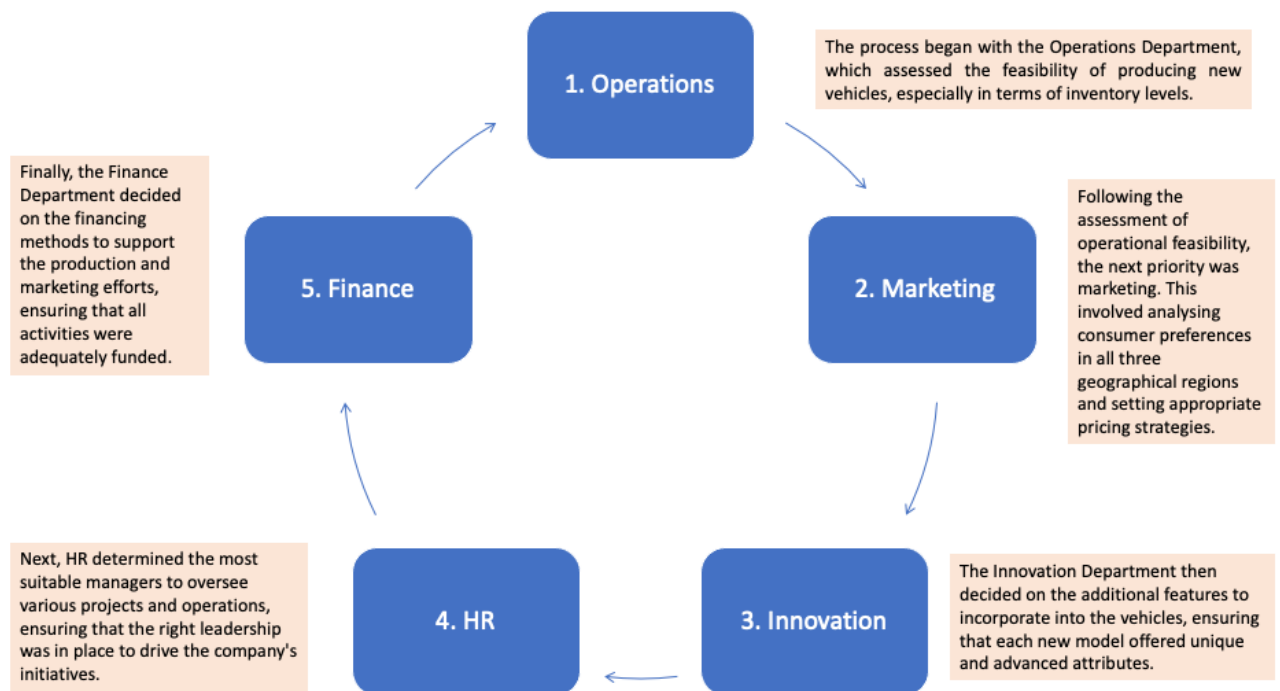 1. Operations
The process began with the Operations Department,
which assessed the feasibility of producing new
vehicles, especially in terms of inventory levels.
2. Marketing
Following the
assessment of
operational feasibility,
the next priority was
marketing. This
involved analysing
consumer preferences
in all three
geographical regions
and setting appropriate
pricing strategies.
3. Innovation
The Innovation Department then
decided on the additional features to
incorporate into the vehicles, ensuring
that each new model offered unique
and advanced attributes.
4. HR
Next, HR determined the most
suitable managers to oversee
various projects and operations,
ensuring that the right leadership
was in place to drive the company's
initiatives.
5. Finance
Finally, the Finance
Department decided
on the financing
methods to support
the production and
marketing efforts,
ensuring that all
activities were
adequately funded.